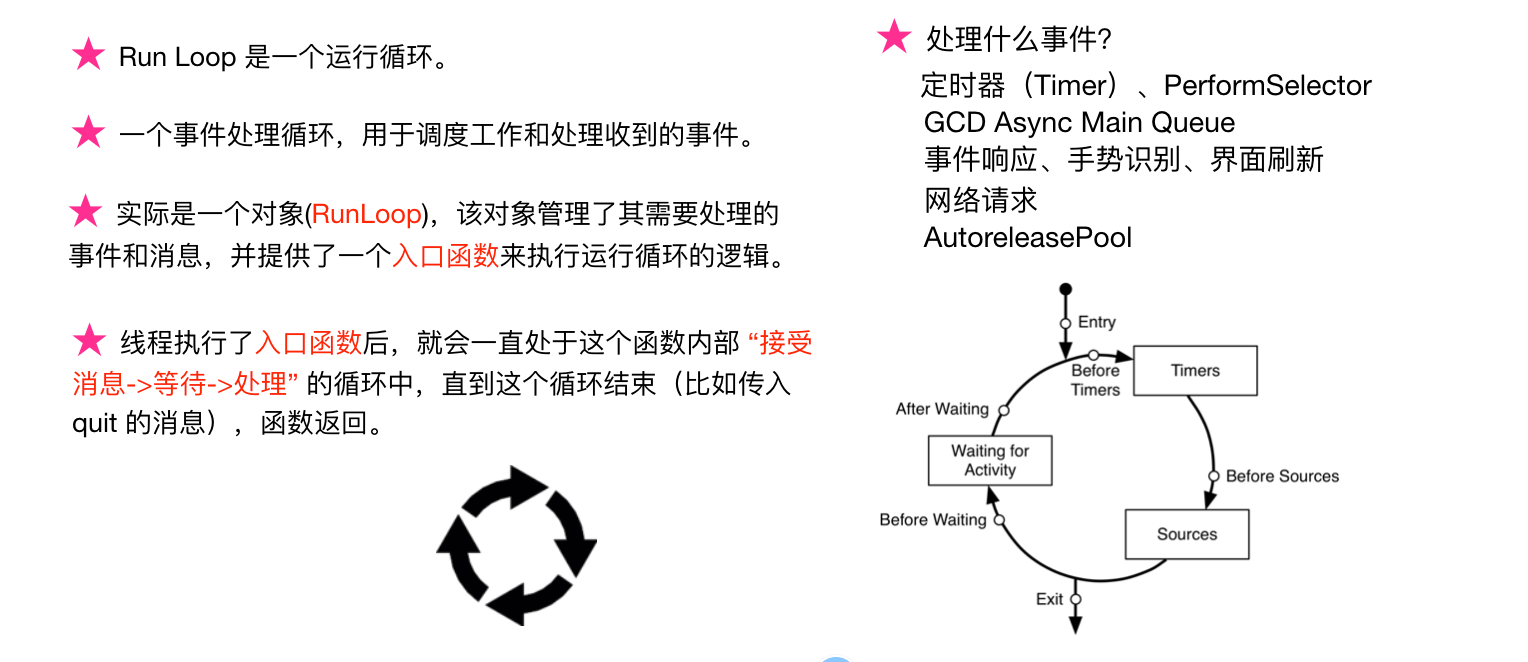 Run Loop 是一个运行循环。
一个事件处理循环，用于调度工作和处理收到的事件。
实际是一个对象(RunLoop)，该对象管理了其需要处理的
事件和消息，并提供了一个入口函数来执行运行循环的逻辑。
线程执行了入口函数后，就会一直处于这个函数内部 “接受
消息->等待->处理” 的循环中，直到这个循环结束（比如传入
quit 的消息），函数返回。
处理什么事件？
定时器（Timer）、PerformSelector
GCD Async Main Queue
事件响应、手势识别、界面刷新
网络请求
AutoreleasePool
Entry
Before
Timers
Timers
After Waiting
Waiting for
Activity
Before Sources
Before Waiting
Sources
Exit